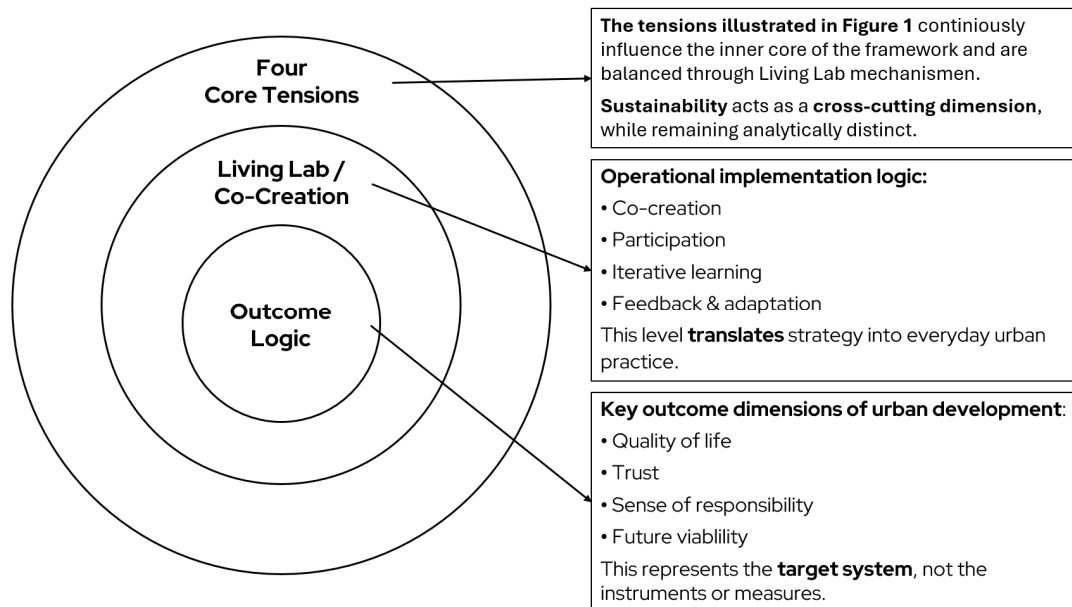 Four
Core Tensions
Living Lab /
Co-Creation
Outcome
Logic
The tensions illustrated in Figure 1 continiously
influence the inner core of the framework and are
balanced through Living Lab mechanismen.
Sustainability acts as a cross-cutting dimension,
while remaining analytically distinct.
Operational implementation logic:
• Co-creation
• Participation
• Iterative learning
• Feedback & adaptation
This level translates strategy into everyday urban
practice.
Key outcome dimensions of urban development:
• Quality of life
• Trust
• Sense of responsibility
• Future viablility
This represents the target system, not the
instruments or measures.